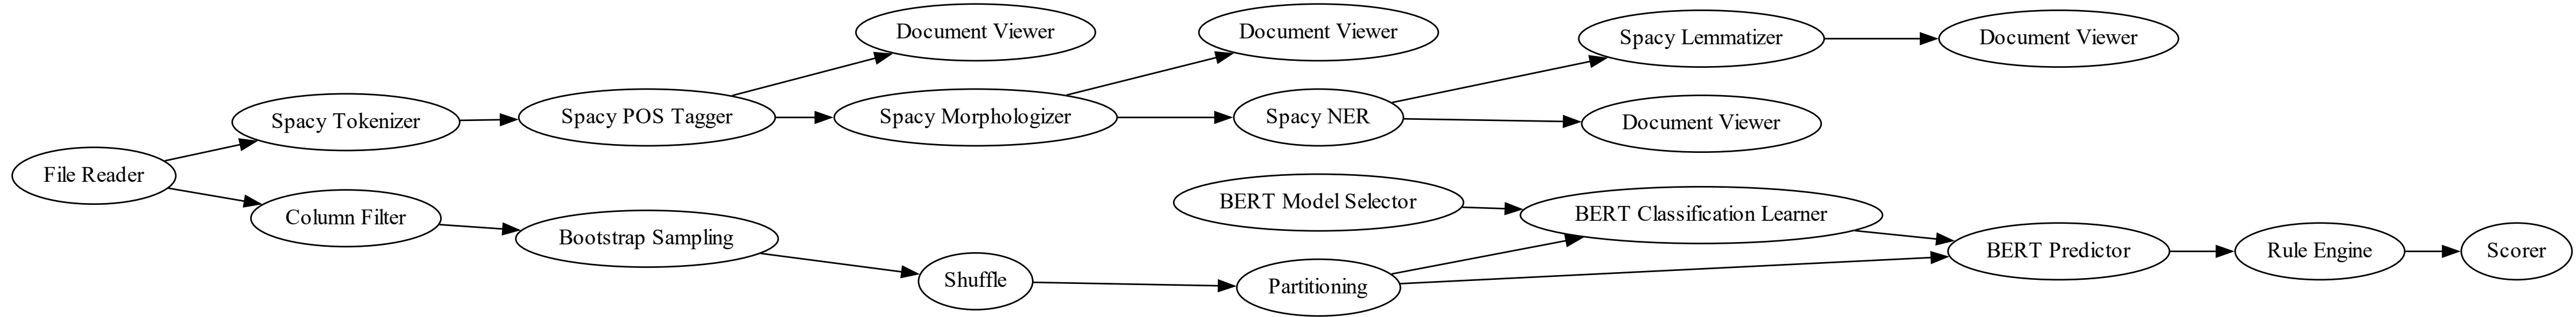 Document Viewer
Document Viewer
Spacy Lemmatizer
Document Viewer
Spacy Tokenizer
Spacy POS Tagger
Spacy Morphologizer
Spacy NER
Document Viewer
File Reader
BERT Model Selector
Column Filter
BERT Classification Learner
Bootstrap Sampling
BERT Predictor
Rule Engine
Scorer
Shuffle
Partitioning